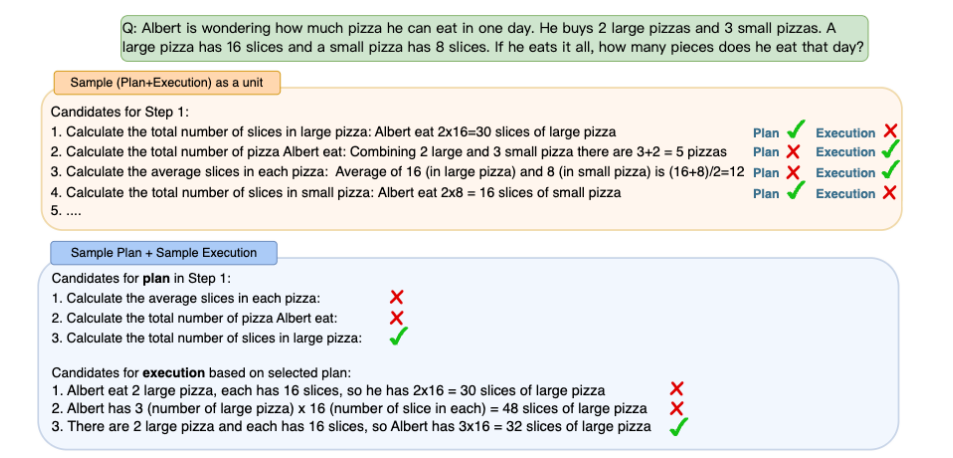 Q: Albert is wondering how much pizza he can eat in one day. He buys 2 large pizzas and 3 small pizzas. A
large pizza has 16 slices and a small pizza has 8 slices. If he eats it all, how many pieces does he eat that day?
Sample (Plan+Execution) as a unit
Candidates for Step 1:
1. Calculate the total number of slices in large pizza: Albert eat 2x16=30 slices of large pizza Plan ✓ Execution ✗
2. Calculate the total number of pizza Albert eat: Combining 2 large and 3 small pizza there are 3+2 = 5 pizzas Plan ✗ Execution ✓
3. Calculate the average slices in each pizza: Average of 16 (in large pizza) and 8 (in small pizza) is (16+8)/2=12 Plan ✗ Execution ✓
4. Calculate the total number of slices in small pizza: Albert eat 2x8 = 16 slices of small pizza Plan ✓ Execution ✗
5. ....
Sample Plan + Sample Execution
Candidates for plan in Step 1:
1. Calculate the average slices in each pizza: ✗
2. Calculate the total number of pizza Albert eat: ✗
3. Calculate the total number of slices in large pizza: ✓
Candidates for execution based on selected plan:
1. Albert eat 2 large pizza, each has 16 slices, so he has 2x16 = 30 slices of large pizza ✗
2. Albert has 3 (number of large pizza) x 16 (number of slice in each) = 48 slices of large pizza ✗
3. There are 2 large pizza and each has 16 slices, so Albert has 3x16 = 32 slices of large pizza ✓